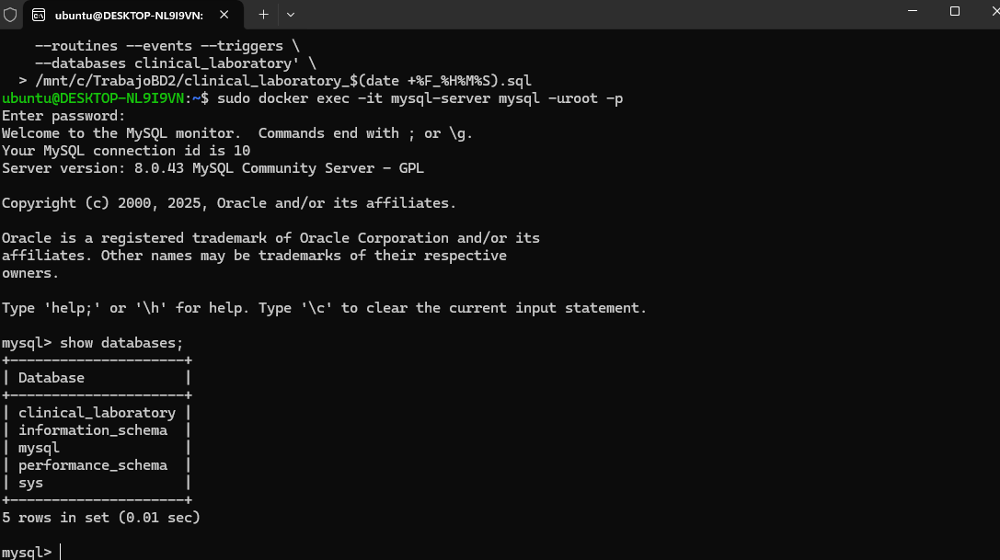 ubuntu@DESKTOP-NL9I9VN:
    --routines --events --triggers \
    --databases clinical_laboratory' \
  > /mnt/c/TrabajoBD2/clinical_laboratory_$(date +%F_%H%M%S).sql
ubuntu@DESKTOP-NL9I9VN:~$ sudo docker exec -it mysql-server mysql -uroot -p
Enter password:
Welcome to the MySQL monitor.  Commands end with ; or \g.
Your MySQL connection id is 10
Server version: 8.0.43 MySQL Community Server - GPL

Copyright (c) 2000, 2025, Oracle and/or its affiliates.

Oracle is a registered trademark of Oracle Corporation and/or its
affiliates. Other names may be trademarks of their respective
owners.

Type 'help;' or '\h' for help. Type '\c' to clear the current input statement.

mysql> show databases;
+---------------------+
| Database            |
+---------------------+
| clinical_laboratory |
| information_schema  |
| mysql               |
| performance_schema  |
| sys                 |
+---------------------+
5 rows in set (0.01 sec)

mysql>